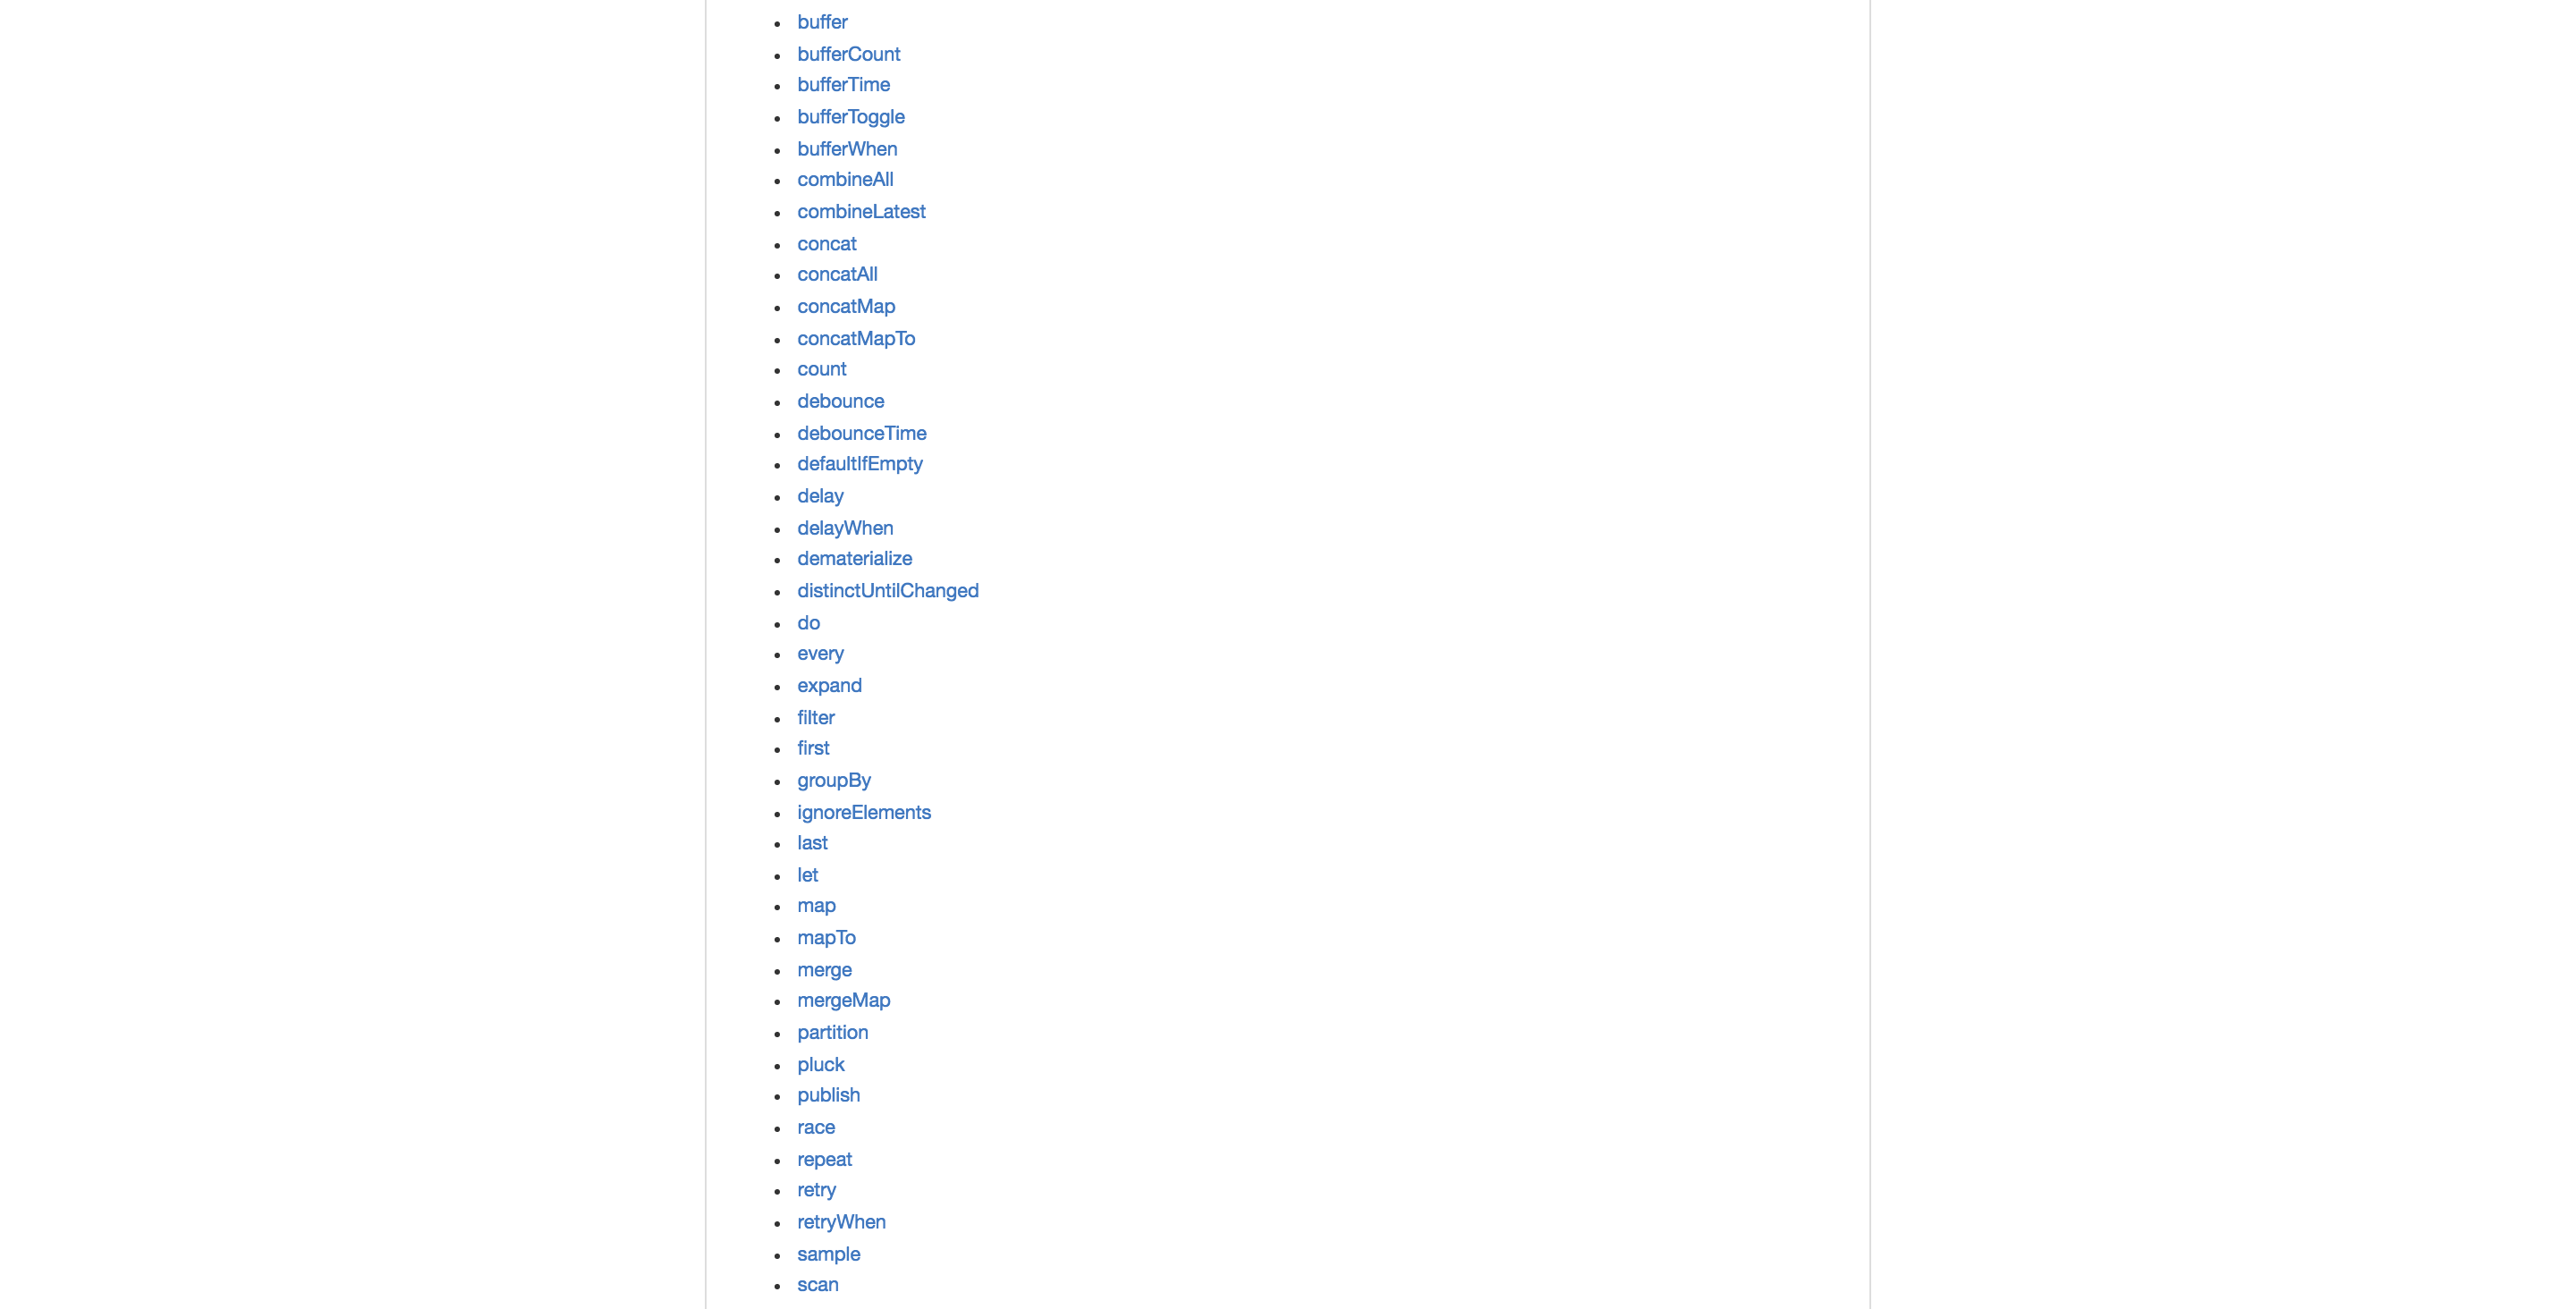 buffer
bufferCount
bufferTime
bufferToggle
bufferWhen
combineAll
combineLatest
concat
concatAll
concatMap
concatMapTo
count
debounce
debounceTime
defaultIfEmpty
delay
delayWhen
dematerialize
distinctUntilChanged
do
every
expand
filter
first
groupBy
ignoreElements
last
let
map
mapTo
merge
mergeMap
partition
pluck
publish
race
repeat
retry
retryWhen
sample
scan